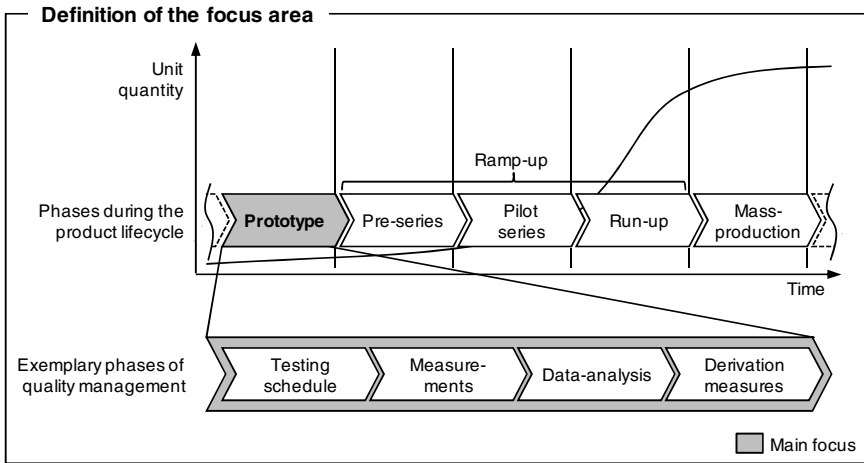 Definition of the focus area
Unit
quantity
Ramp-up
Phases during the
product lifecycle
Prototype
Pre-series
Pilot
series
Run-up
Mass-
production
Time
Exemplary phases of
quality management
Testing
schedule
Measure-
ments
Data-analysis
Derivation
measures
Main focus